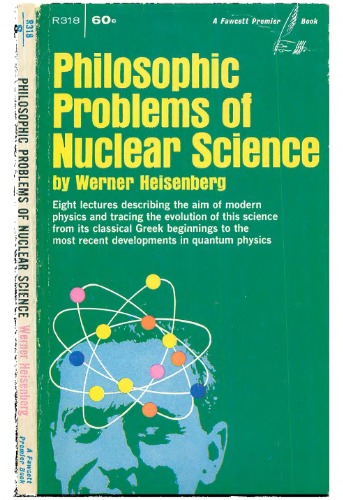 R318
PHILOSOPHIC PROBLEMS OF NUCLEAR SCIENCE
Werner Heisenberg
A Fawcett
Premier Book
R318 60¢
A Fawcett Premier Book
Philosophic
Problems of
Nuclear Science
by Werner Heisenberg
Eight lectures describing the aim of modern
physics and tracing the evolution of this science
from its classical Greek beginnings to the
most recent developments in quantum physics